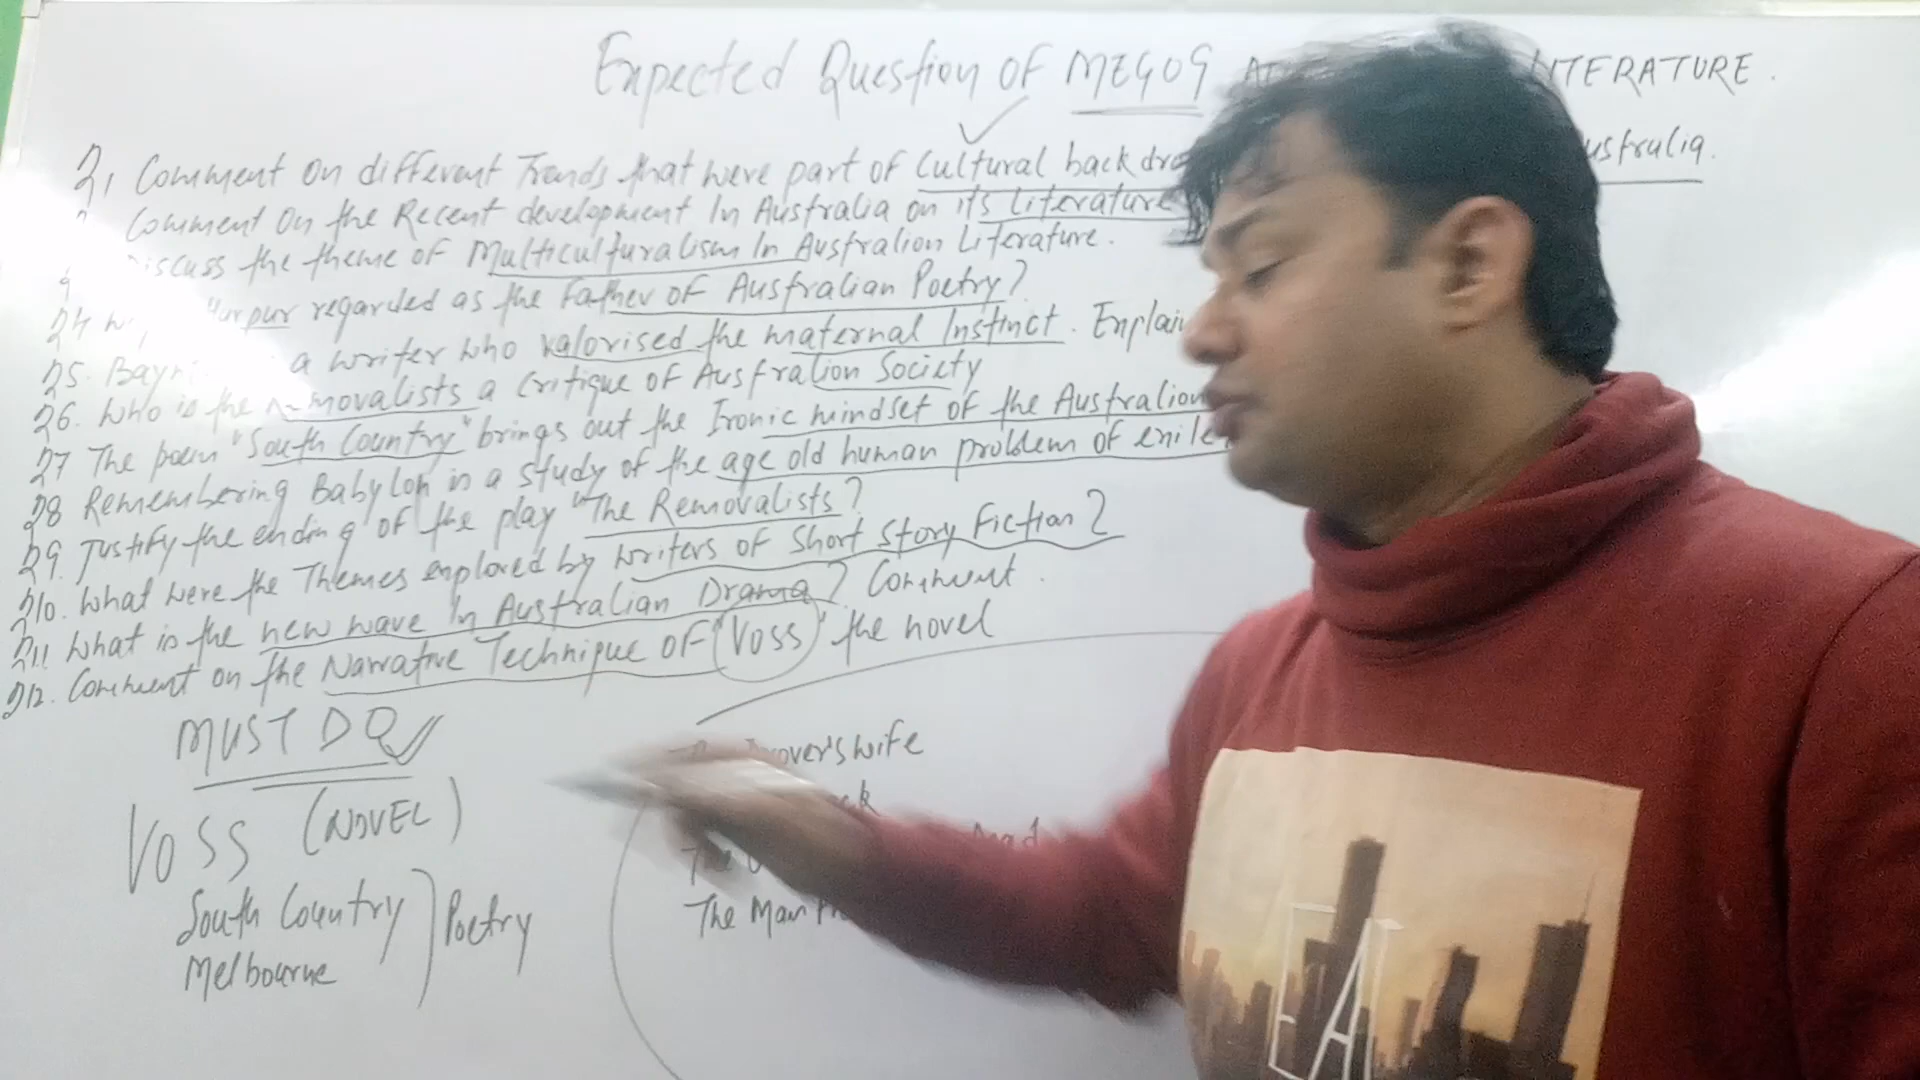 Expected Question OF MEG09 LITERATURE.
Q1 Comment on different Trends that were part of Cultural back Australia.
Comment on the Recent development In Australia on its Literature
the theme of Multiculturalism In Australian Literature.
Q4 regarded as the Father of Australian Poetry?
Q5. a writer who valorised the maternal Instinct. Explain
Q6. Who is the a Critique of Australian Society
Q7 The poem "South Country" brings out the Ironic mindset of the Australian
Q8 Remembering Babylon is a study of the age old human problem of exile
Q9. Justify the ending of the play "The Removalists?
Q10. What were the Themes explored by Writers of Short Story Fiction?
Q11 What is the new wave In Australian Drama? Comment.
Q12. Comment on the Narrative Technique of "VOSS" the novel
MUST DO
VOSS (NOVEL)
South Country
Melbourne
Poetry
wife
The
The Man
EA